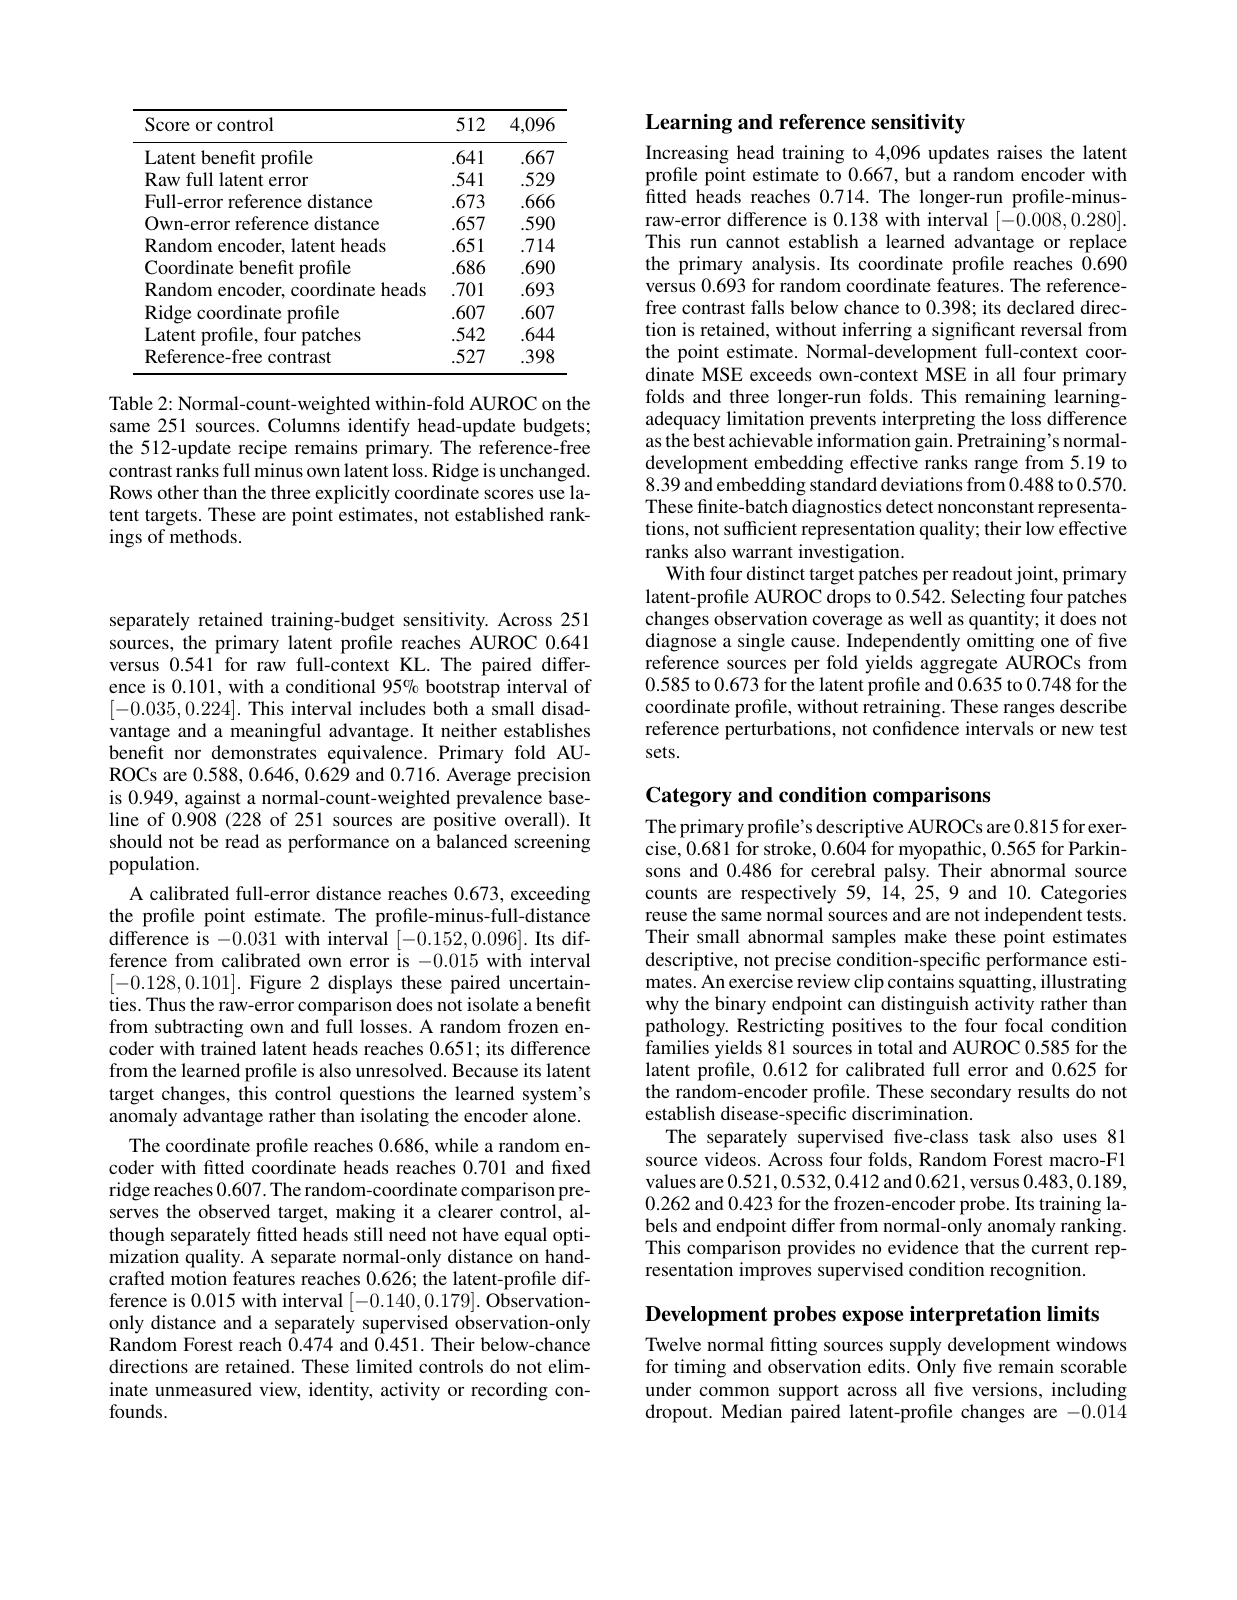 Score or control 512 4,096
Latent benefit profile .641 .667
Raw full latent error .541 .529
Full-error reference distance .673 .666
Own-error reference distance .657 .590
Random encoder, latent heads .651 .714
Coordinate benefit profile .686 .690
Random encoder, coordinate heads .701 .693
Ridge coordinate profile .607 .607
Latent profile, four patches .542 .644
Reference-free contrast .527 .398
Table 2: Normal-count-weighted within-fold AUROC on the
same 251 sources. Columns identify head-update budgets;
the 512-update recipe remains primary. The reference-free
contrast ranks full minus own latent loss. Ridge is unchanged.
Rows other than the three explicitly coordinate scores use la-
tent targets. These are point estimates, not established rank-
ings of methods.
separately retained training-budget sensitivity. Across 251
sources, the primary latent profile reaches AUROC 0.641
versus 0.541 for raw full-context KL. The paired differ-
ence is 0.101, with a conditional 95% bootstrap interval of
[−0.035, 0.224]. This interval includes both a small disad-
vantage and a meaningful advantage. It neither establishes
benefit nor demonstrates equivalence. Primary fold AU-
ROCs are 0.588, 0.646, 0.629 and 0.716. Average precision
is 0.949, against a normal-count-weighted prevalence base-
line of 0.908 (228 of 251 sources are positive overall). It
should not be read as performance on a balanced screening
population.
A calibrated full-error distance reaches 0.673, exceeding
the profile point estimate. The profile-minus-full-distance
difference is −0.031 with interval [−0.152, 0.096]. Its dif-
ference from calibrated own error is −0.015 with interval
[−0.128, 0.101]. Figure 2 displays these paired uncertain-
ties. Thus the raw-error comparison does not isolate a benefit
from subtracting own and full losses. A random frozen en-
coder with trained latent heads reaches 0.651; its difference
from the learned profile is also unresolved. Because its latent
target changes, this control questions the learned system's
anomaly advantage rather than isolating the encoder alone.
The coordinate profile reaches 0.686, while a random en-
coder with fitted coordinate heads reaches 0.701 and fixed
ridge reaches 0.607. The random-coordinate comparison pre-
serves the observed target, making it a clearer control, al-
though separately fitted heads still need not have equal opti-
mization quality. A separate normal-only distance on hand-
crafted motion features reaches 0.626; the latent-profile dif-
ference is 0.015 with interval [−0.140, 0.179]. Observation-
only distance and a separately supervised observation-only
Random Forest reach 0.474 and 0.451. Their below-chance
directions are retained. These limited controls do not elim-
inate unmeasured view, identity, activity or recording con-
founds.
Learning and reference sensitivity
Increasing head training to 4,096 updates raises the latent
profile point estimate to 0.667, but a random encoder with
fitted heads reaches 0.714. The longer-run profile-minus-
raw-error difference is 0.138 with interval [−0.008, 0.280].
This run cannot establish a learned advantage or replace
the primary analysis. Its coordinate profile reaches 0.690
versus 0.693 for random coordinate features. The reference-
free contrast falls below chance to 0.398; its declared direc-
tion is retained, without inferring a significant reversal from
the point estimate. Normal-development full-context coor-
dinate MSE exceeds own-context MSE in all four primary
folds and three longer-run folds. This remaining learning-
adequacy limitation prevents interpreting the loss difference
as the best achievable information gain. Pretraining's normal-
development embedding effective ranks range from 5.19 to
8.39 and embedding standard deviations from 0.488 to 0.570.
These finite-batch diagnostics detect nonconstant representa-
tions, not sufficient representation quality; their low effective
ranks also warrant investigation.
With four distinct target patches per readout joint, primary
latent-profile AUROC drops to 0.542. Selecting four patches
changes observation coverage as well as quantity; it does not
diagnose a single cause. Independently omitting one of five
reference sources per fold yields aggregate AUROCs from
0.585 to 0.673 for the latent profile and 0.635 to 0.748 for the
coordinate profile, without retraining. These ranges describe
reference perturbations, not confidence intervals or new test
sets.
Category and condition comparisons
The primary profile's descriptive AUROCs are 0.815 for exer-
cise, 0.681 for stroke, 0.604 for myopathic, 0.565 for Parkin-
sons and 0.486 for cerebral palsy. Their abnormal source
counts are respectively 59, 14, 25, 9 and 10. Categories
reuse the same normal sources and are not independent tests.
Their small abnormal samples make these point estimates
descriptive, not precise condition-specific performance esti-
mates. An exercise review clip contains squatting, illustrating
why the binary endpoint can distinguish activity rather than
pathology. Restricting positives to the four focal condition
families yields 81 sources in total and AUROC 0.585 for the
latent profile, 0.612 for calibrated full error and 0.625 for
the random-encoder profile. These secondary results do not
establish disease-specific discrimination.
The separately supervised five-class task also uses 81
source videos. Across four folds, Random Forest macro-F1
values are 0.521, 0.532, 0.412 and 0.621, versus 0.483, 0.189,
0.262 and 0.423 for the frozen-encoder probe. Its training la-
bels and endpoint differ from normal-only anomaly ranking.
This comparison provides no evidence that the current rep-
resentation improves supervised condition recognition.
Development probes expose interpretation limits
Twelve normal fitting sources supply development windows
for timing and observation edits. Only five remain scorable
under common support across all five versions, including
dropout. Median paired latent-profile changes are −0.014